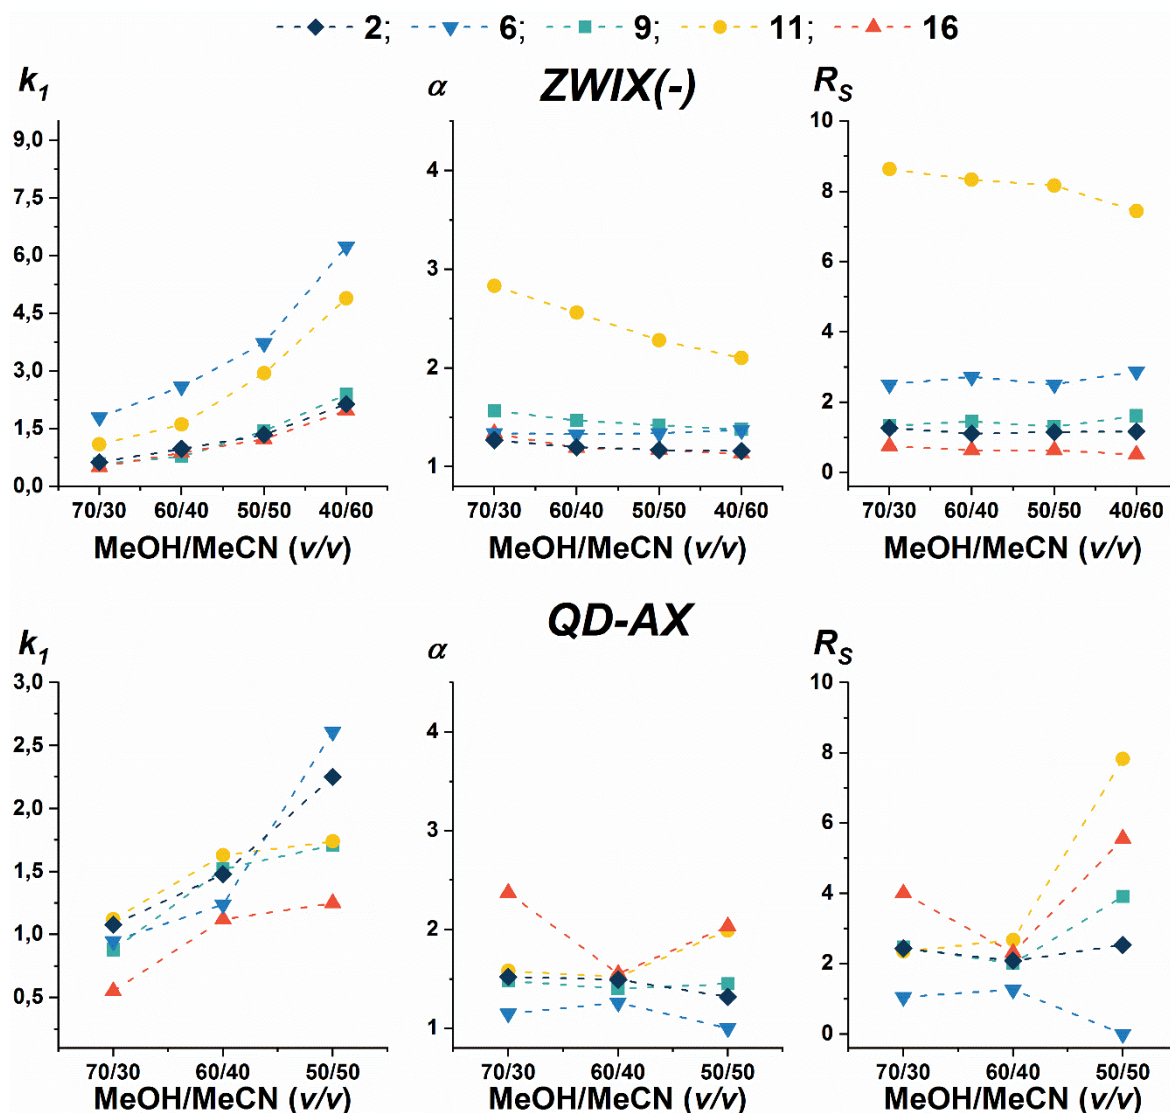 2; 6; 9; 11; 16
ZWIX(-)
k1
9,0
7,5
6,0
4,5
3,0
1,5
0,0
70/30 60/40 50/50 40/60
MeOH/MeCN (v/v)
α
4
3
2
1
70/30 60/40 50/50 40/60
MeOH/MeCN (v/v)
RS
10
8
6
4
2
0
70/30 60/40 50/50 40/60
MeOH/MeCN (v/v)
QD-AX
k1
3,0
2,5
2,0
1,5
1,0
0,5
70/30 60/40 50/50
MeOH/MeCN (v/v)
α
4
3
2
1
70/30 60/40 50/50
MeOH/MeCN (v/v)
RS
10
8
6
4
2
0
70/30 60/40 50/50
MeOH/MeCN (v/v)